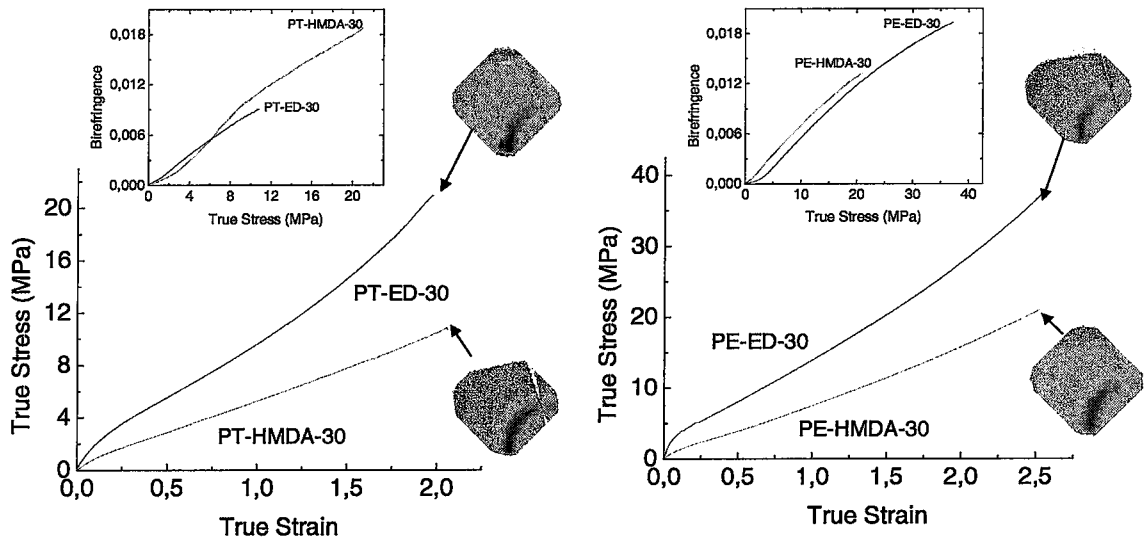 0,018
0,012
0,006
0,000
Birefringence
PT-HMDA-30
PT-ED-30
0 4 8 12 16 20
True Stress (MPa)
20
16
12
8
4
0
True Stress (MPa)
PT-ED-30
PT-HMDA-30
0,0 0,5 1,0 1,5 2,0
True Strain
0,018
0,012
0,006
0,000
Birefringence
PE-ED-30
PE-HMDA-30
0 10 20 30 40
True Stress (MPa)
40
30
20
10
0
True Stress (MPa)
PE-ED-30
PE-HMDA-30
0,0 0,5 1,0 1,5 2,0 2,5
True Strain